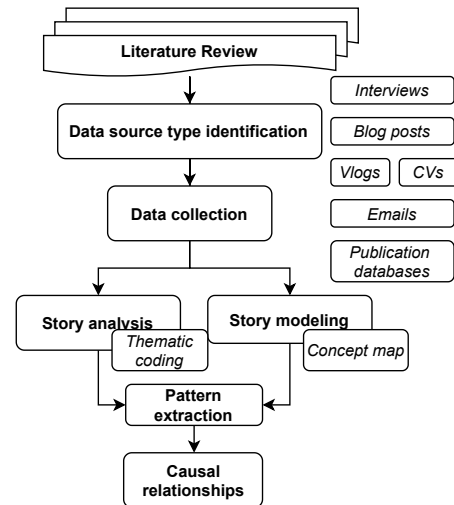 Literature Review
Interviews
Data source type identification
Blog posts
Vlogs
CVs
Data collection
Emails
Publication
databases
Story analysis
Thematic
coding
Story modeling
Concept map
Pattern
extraction
Causal
relationships